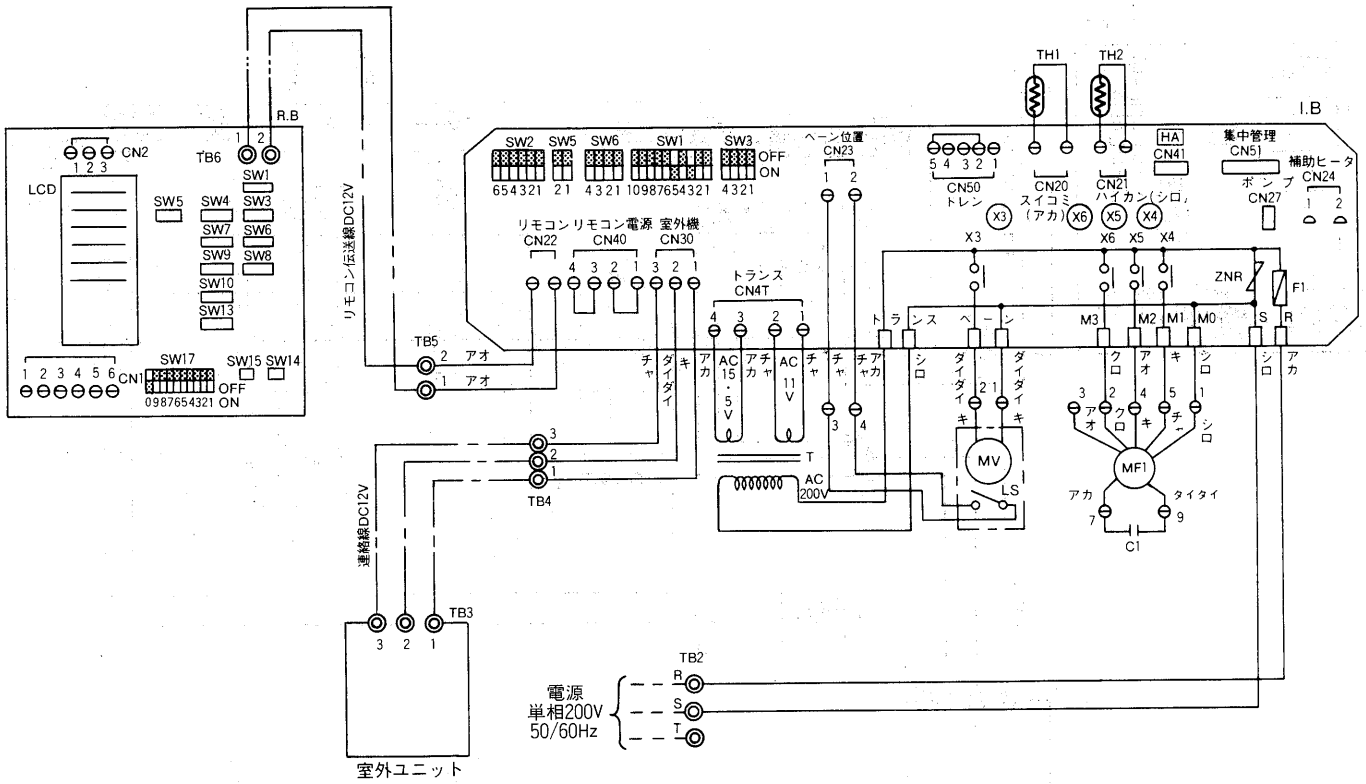 R.B
1 2
TB6
CN2
1 2 3
LCD
SW1
SW5 SW4 SW3
SW7 SW6
SW9 SW8
SW10
SW13
SW17
SW15 SW14
1 2 3 4 5 6
CN1
OFF
0987654321 ON
リモコン伝送線DC12V
TB5
2 アオ
1 アオ
I.B
TH1 TH2
SW2 SW5 SW6 SW1 SW3
OFF
ON
654321 21 4321 10987654321 4321
ベーン位置
CN23
1 2
5 4 3 2 1
CN50
ドレン
CN20
スイコミ
(アカ)
CN21
ハイカン(シロ)
HA
CN41
集中管理
CN51
補助ヒータ
CN24
1 2
ポンプ
CN27
X3 X6 X5 X4
リモコン リモコン電源 室外機
CN22 CN40 CN30
4 3 2 1 3 2 1
トランス
CN4T
4 3 2 1
X3 X6 X5 X4
ZNR
F1
トランス ベーン M3 M2 M1 M0 S R
チャ ダイダイ キ アカ チャ アカ チャ チャ チャ チャ アカ シロ ダイダイ ダイダイ クロ アオ キ シロ シロ アカ
AC 15・5V
AC 11V
2 1
キ キ
3 2 4 5 1
アオ クロ キ チャ シロ
3 4
T
AC
200V
MV
LS
MF1
アカ タイタイ
7 9
C1
3
2
1
TB4
連絡線DC12V
TB3
3 2 1
室外ユニット
TB2
R
S
T
電源
単相200V
50/60Hz